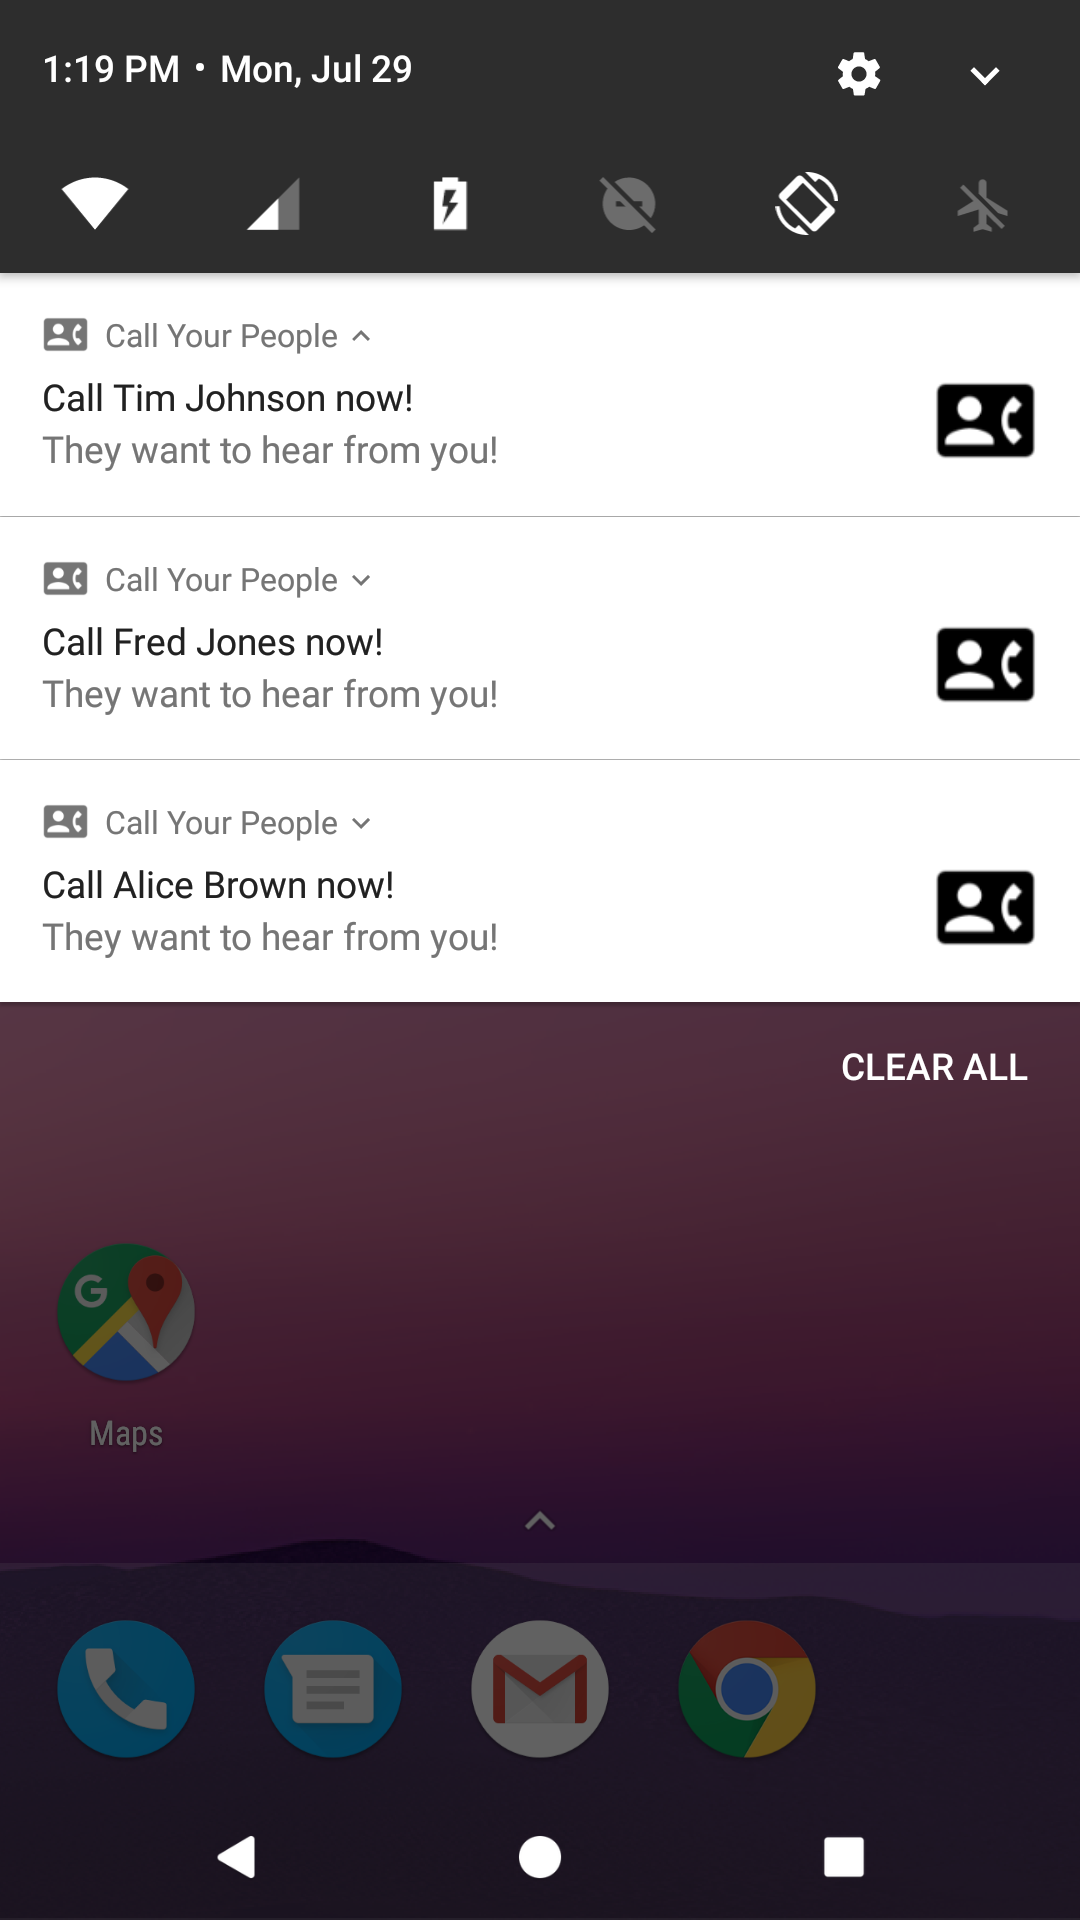 1:19 PM • Mon, Jul 29
Call Your People
Call Tim Johnson now!
They want to hear from you!
Call Your People
Call Fred Jones now!
They want to hear from you!
Call Your People
Call Alice Brown now!
They want to hear from you!
CLEAR ALL
G
Maps